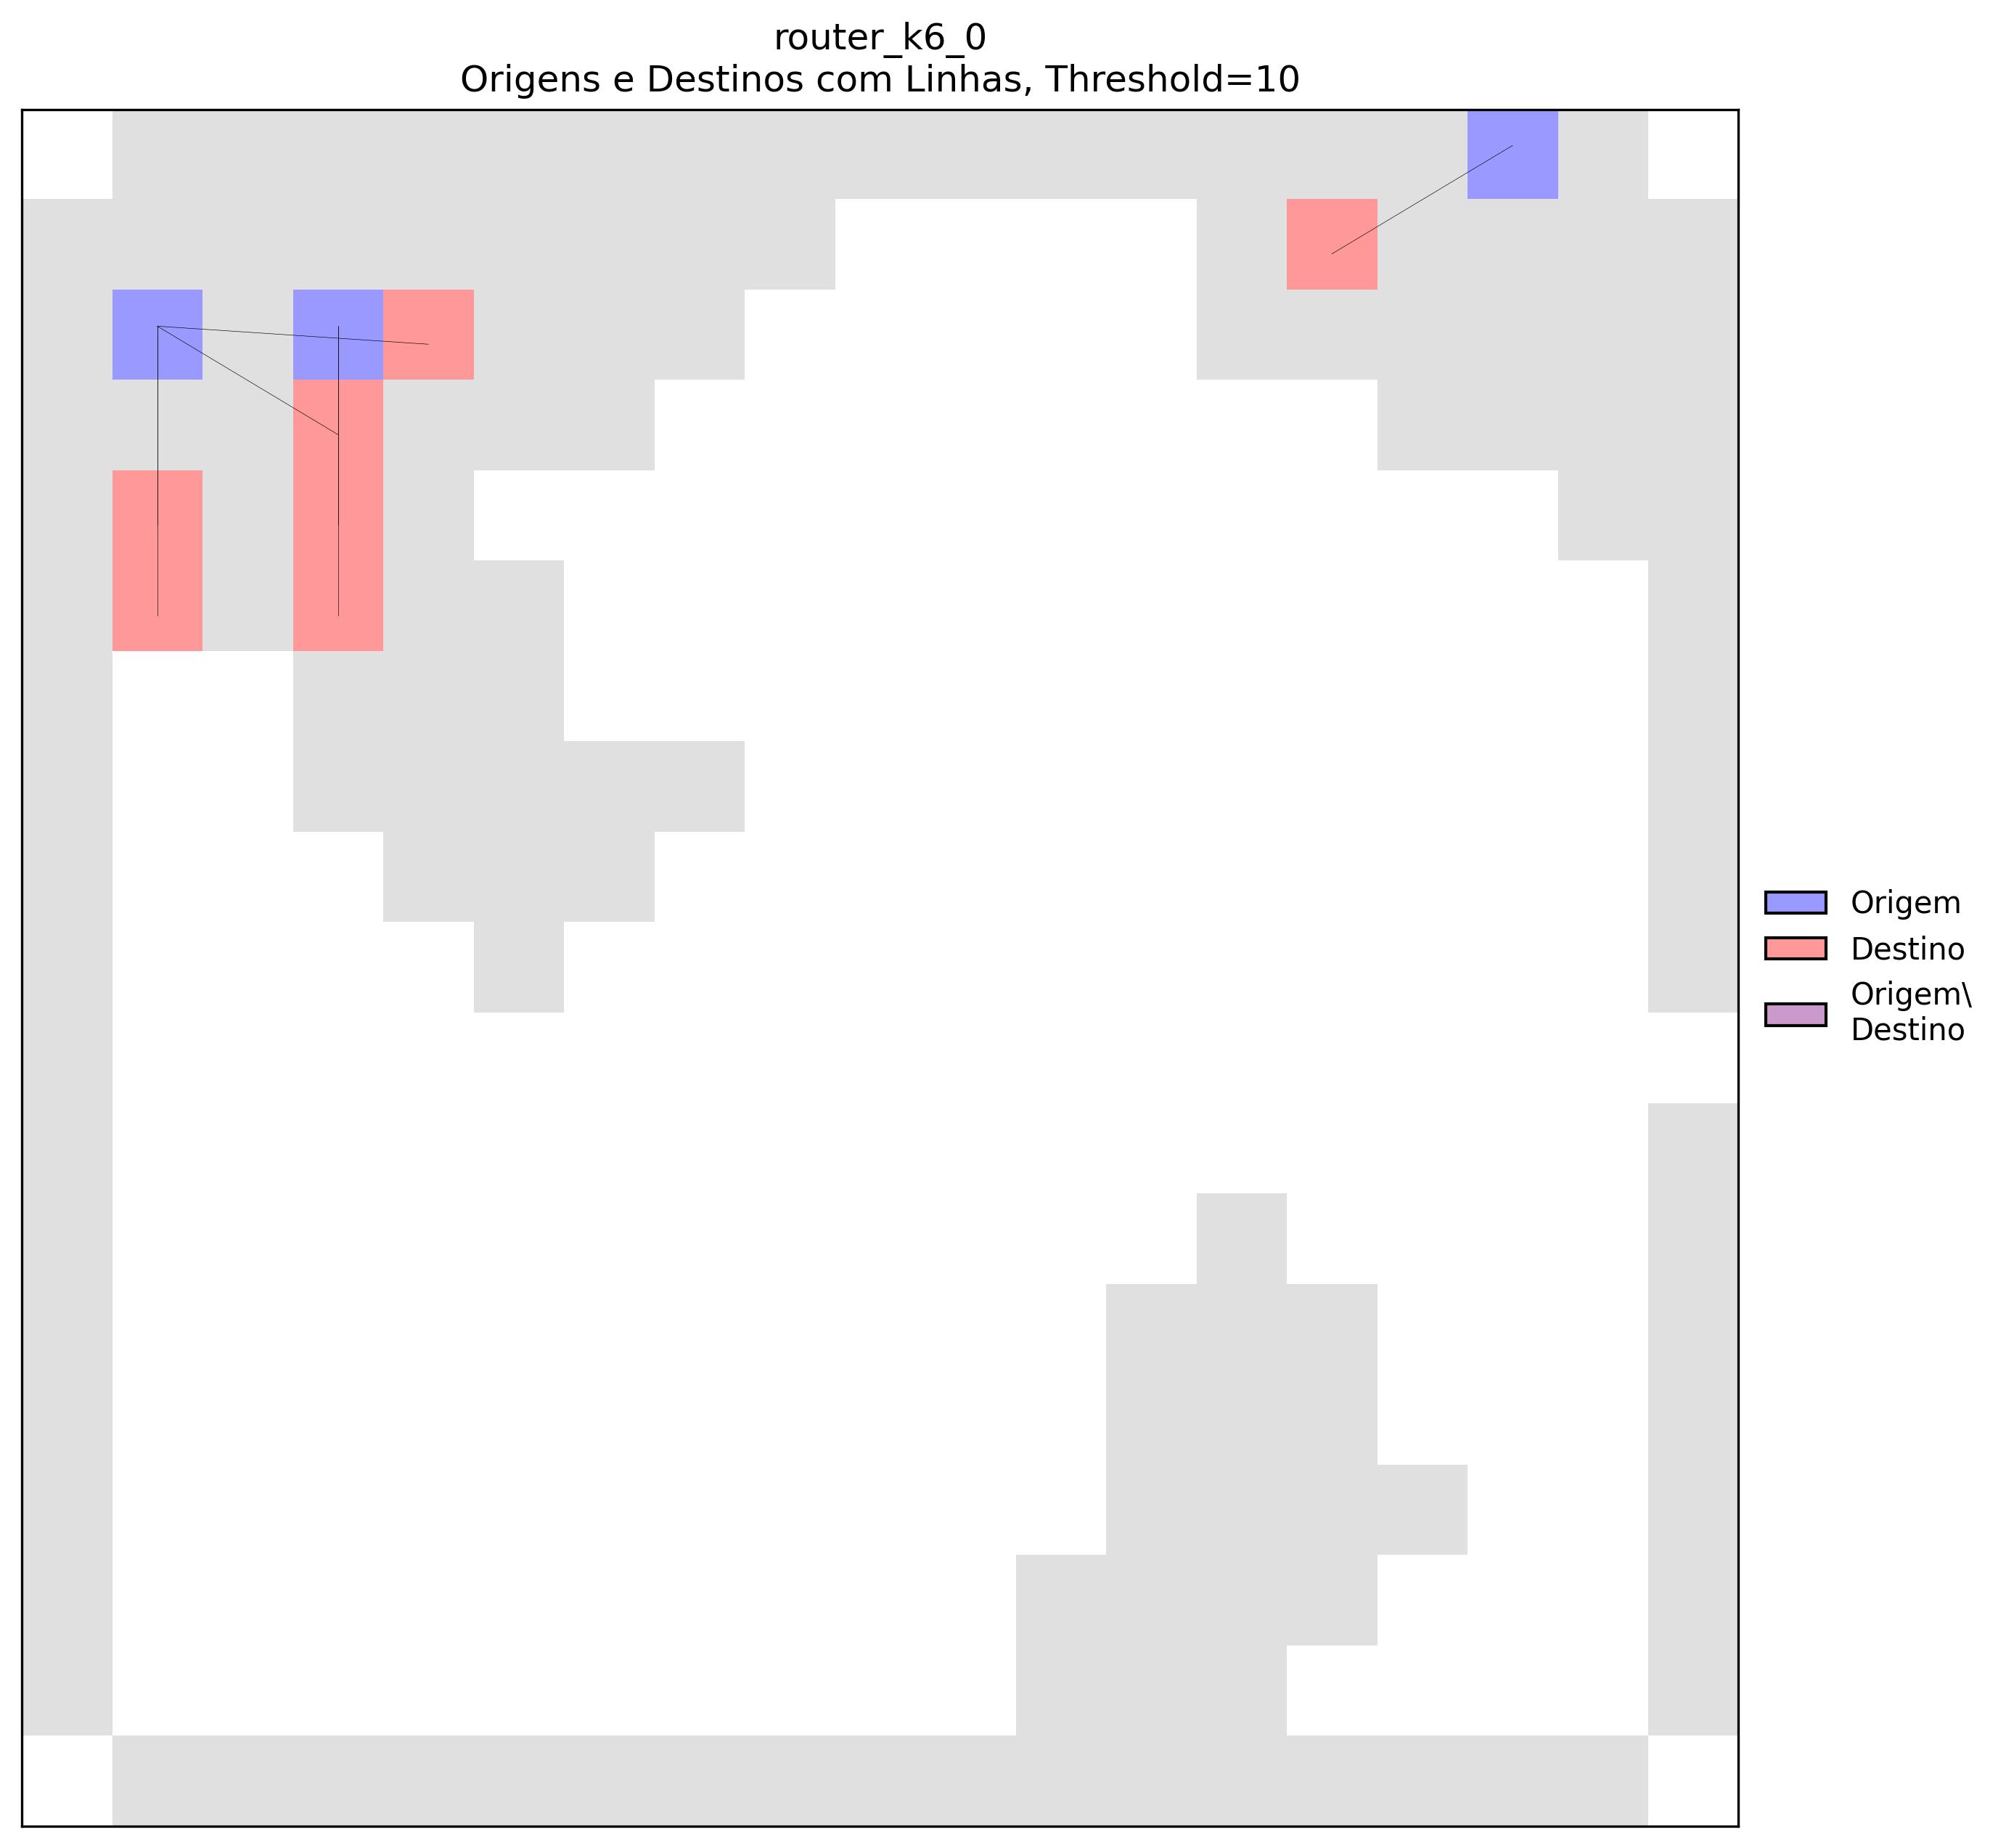 router_k6_0
Origens e Destinos com Linhas, Threshold=10
Origem
Destino
Origem\
Destino